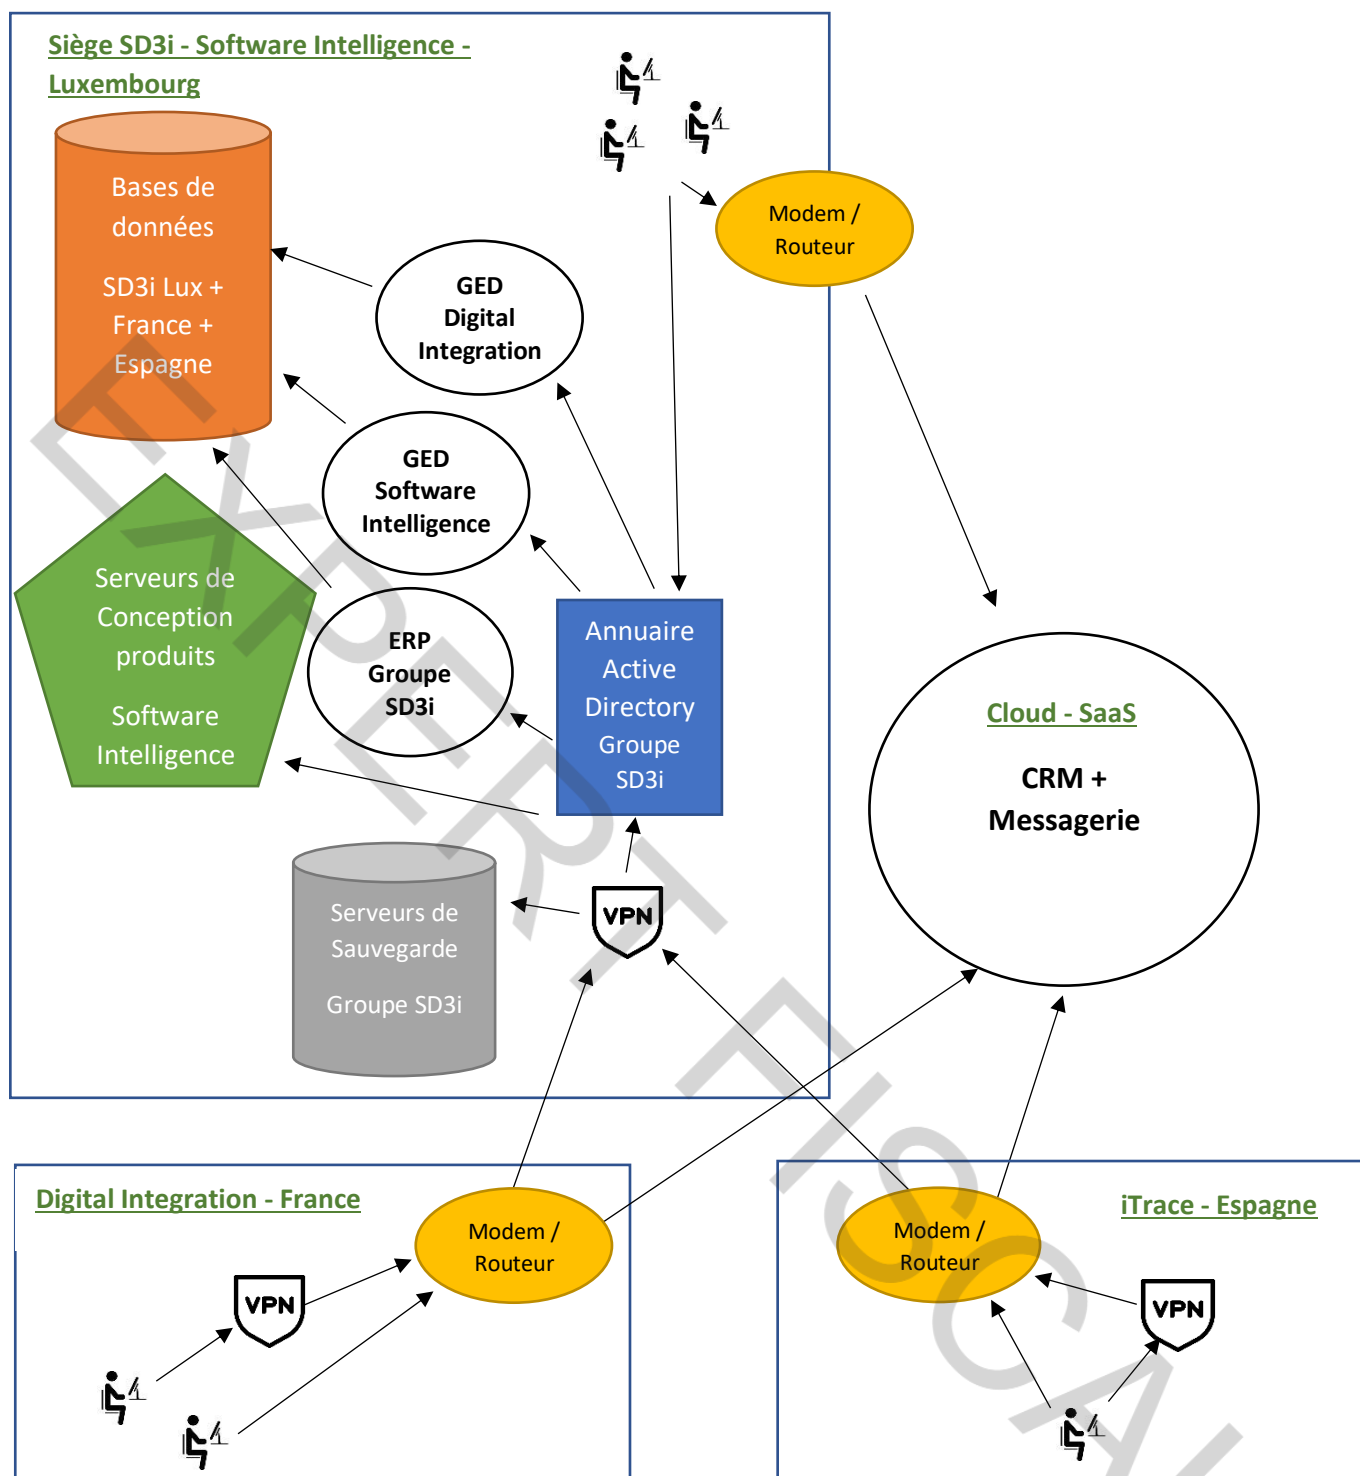 Siège SD3i - Software Intelligence -
Luxembourg
Bases de
données
SD3i Lux +
France +
Espagne
GED
Digital
Integration
Modem /
Routeur
GED
Software
Intelligence
Serveurs de
Conception
produits
Software
Intelligence
ERP
Groupe
SD3i
Annuaire
Active
Directory
Groupe
SD3i
Cloud - SaaS
CRM +
Messagerie
Serveurs de
Sauvegarde
Groupe SD3i
VPN
Digital Integration - France
Modem /
Routeur
VPN
iTrace - Espagne
Modem /
Routeur
VPN
EXPERT FISCAL